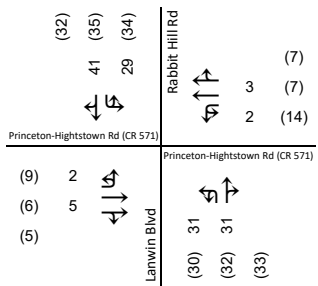 (32) (35) (34)
41 29
Princeton-Hightstown Rd (CR 571)
Rabbit Hill Rd
(7)
3 (7)
2 (14)
(9) 2
(6) 5
(5)
Lanwin Blvd
Princeton-Hightstown Rd (CR 571)
31 31
(30) (32) (33)